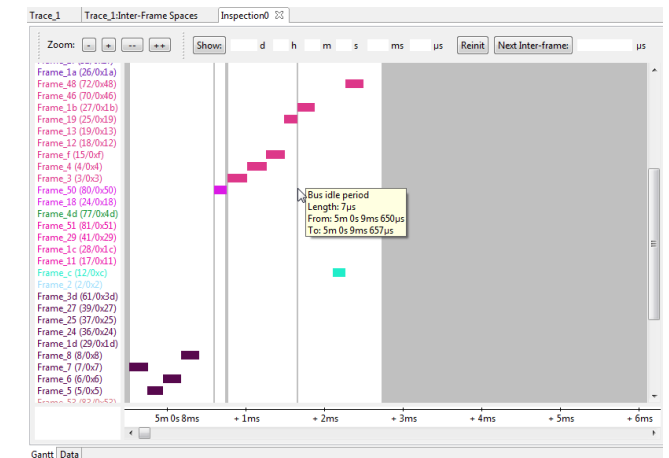 Trace_1 Trace_1:Inter-Frame Spaces Inspection0
Zoom: - + -- ++ Show: d h m s ms µs Reinit Next Inter-frame: µs
Frame_1a (26/0x1a)
Frame_48 (72/0x48)
Frame_46 (70/0x46)
Frame_1b (27/0x1b)
Frame_19 (25/0x19)
Frame_13 (19/0x13)
Frame_12 (18/0x12)
Frame_f (15/0xf)
Frame_4 (4/0x4)
Frame_3 (3/0x3)
Frame_50 (80/0x50)
Frame_18 (24/0x18)
Frame_4d (77/0x4d)
Frame_51 (81/0x51)
Frame_29 (41/0x29)
Frame_1c (28/0x1c)
Frame_11 (17/0x11)
Frame_c (12/0xc)
Frame_2 (2/0x2)
Frame_3d (61/0x3d)
Frame_27 (39/0x27)
Frame_25 (37/0x25)
Frame_24 (36/0x24)
Frame_1d (29/0x1d)
Frame_8 (8/0x8)
Frame_7 (7/0x7)
Frame_6 (6/0x6)
Frame_5 (5/0x5)
Frame_53 (83/0x53)
Bus idle period
Length: 7µs
From: 5m 0s 9ms 650µs
To: 5m 0s 9ms 657µs
5m 0s 8ms + 1ms + 2ms + 3ms + 4ms + 5ms + 6ms
Gantt Data